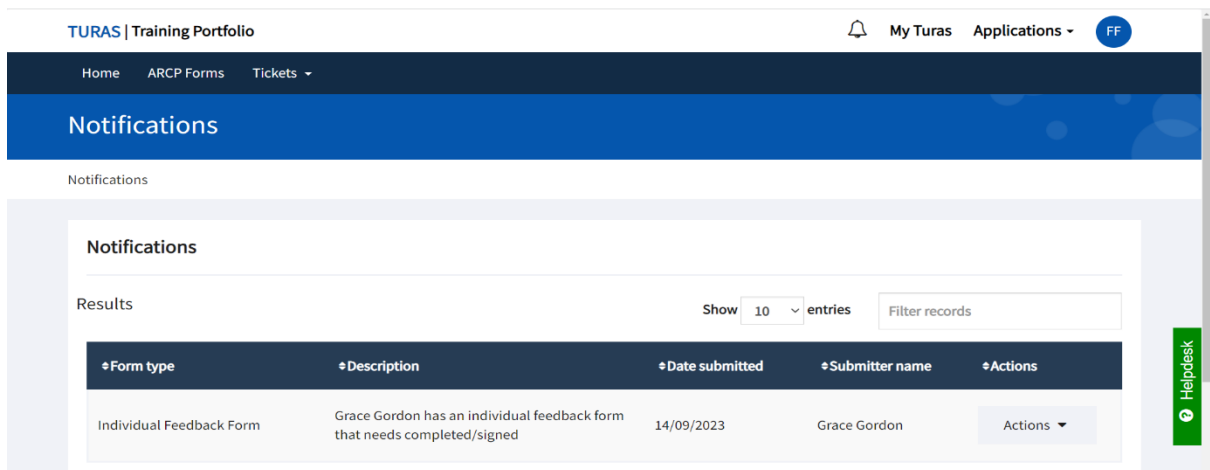 TURAS | Training Portfolio
My Turas Applications
FF
Home ARCP Forms Tickets
Notifications
Notifications
Notifications
Results
Show 10 entries Filter records
Form type Description Date submitted Submitter name Actions
Individual Feedback Form Grace Gordon has an individual feedback form 14/09/2023 Grace Gordon Actions
that needs completed/signed
Helpdesk